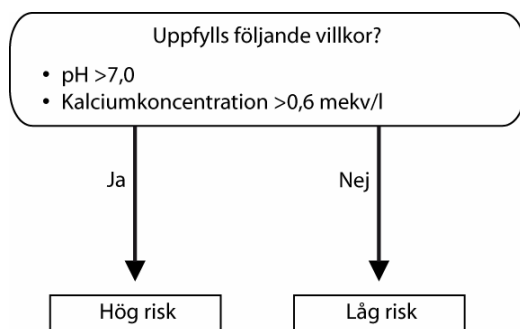 Uppfylls följande villkor?
• pH >7,0
• Kalciumkoncentration >0,6 mekv/l
Ja
Nej
Hög risk
Låg risk